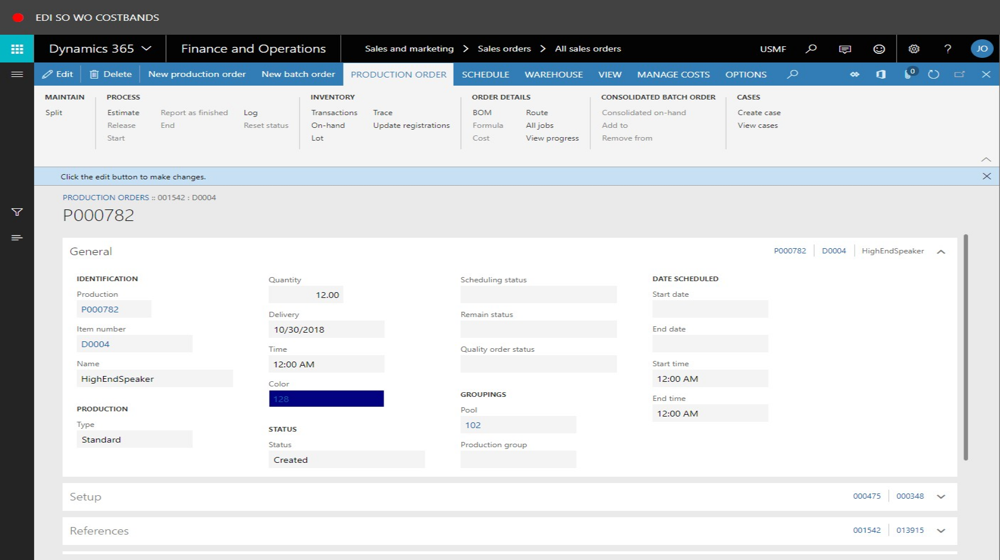 EDI SO WO COSTBANDS
Dynamics 365 Finance and Operations Sales and marketing > Sales orders > All sales orders USMF ? JO
Edit Delete New production order New batch order PRODUCTION ORDER SCHEDULE WAREHOUSE VIEW MANAGE COSTS OPTIONS 0
MAINTAIN PROCESS INVENTORY ORDER DETAILS CONSOLIDATED BATCH ORDER CASES
Split Estimate Report as finished Log Transactions Trace BOM Route Consolidated on-hand Create case
Release End Reset status On-hand Update registrations Formula All jobs Add to View cases
Start Lot Cost View progress Remove from
Click the edit button to make changes.
PRODUCTION ORDERS :: 001542 : D0004
P000782
General P000782 D0004 HighEndSpeaker
IDENTIFICATION
Production
P000782
Item number
D0004
Name
HighEndSpeaker
PRODUCTION
Type
Standard
Quantity
12.00
Delivery
10/30/2018
Time
12:00 AM
Color
128
STATUS
Status
Created
Scheduling status
Remain status
Quality order status
GROUPINGS
Pool
102
Production group
DATE SCHEDULED
Start date
End date
Start time
12:00 AM
End time
12:00 AM
Setup 000475 000348
References 001542 013915